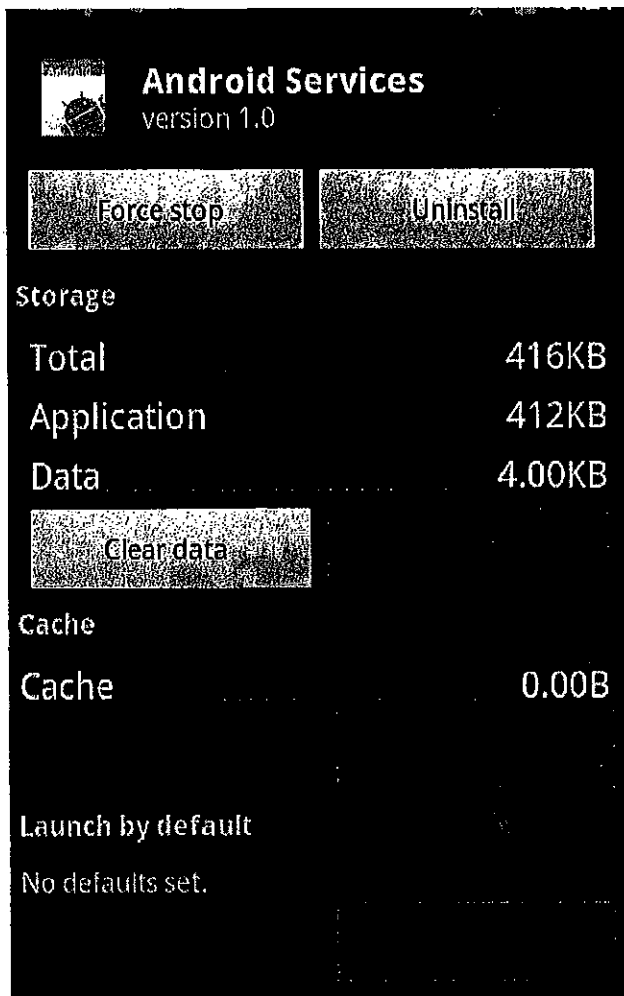 Android
Android Services
version 1.0
Force stop Uninstall
Storage
Total 416KB
Application 412KB
Data 4.00KB
Clear data
Cache
Cache 0.00B
Launch by default
No defaults set.